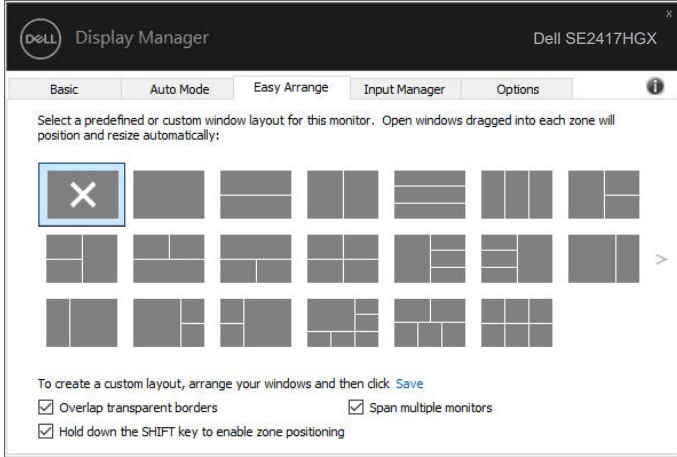 x
DELL Display Manager Dell SE2417HGX
Basic Auto Mode Easy Arrange Input Manager Options i
Select a predefined or custom window layout for this monitor. Open windows dragged into each zone will
position and resize automatically:
>
To create a custom layout, arrange your windows and then click Save
Overlap transparent borders Span multiple monitors
Hold down the SHIFT key to enable zone positioning